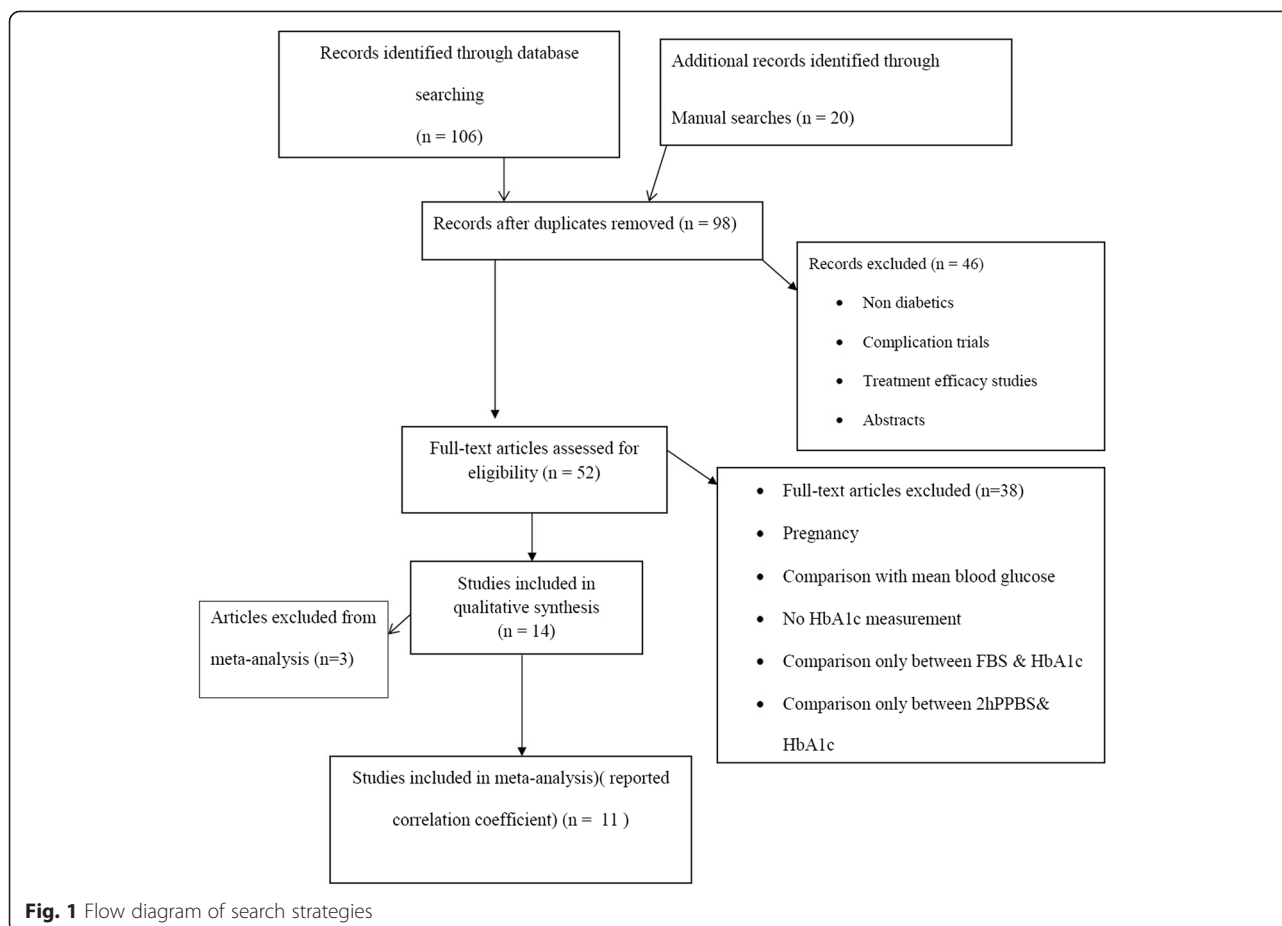 Records identified through database
searching
(n = 106)
Additional records identified through
Manual searches (n = 20)
Records after duplicates removed (n = 98)
Records excluded (n = 46)
• Non diabetics
• Complication trials
• Treatment efficacy studies
• Abstracts
Full-text articles assessed for
eligibility (n = 52)
• Full-text articles excluded (n=38)
• Pregnancy
• Comparison with mean blood glucose
• No HbA1c measurement
• Comparison only between FBS & HbA1c
• Comparison only between 2hPPBS&
HbA1c
Studies included in
qualitative synthesis
(n = 14)
Articles excluded from
meta-analysis (n=3)
Studies included in meta-analysis)( reported
correlation coefficient) (n =  11 )
Fig. 1 Flow diagram of search strategies